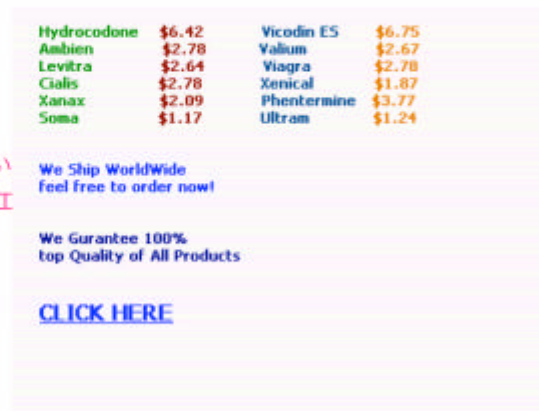 Hydrocodone $6.42 Vicodin ES $6.75
Ambien $2.78 Valium $2.67
Levitra $2.64 Viagra $2.78
Cialis $2.78 Xenical $1.87
Xanax $2.09 Phentermine $3.77
Soma $1.17 Ultram $1.24
い We Ship WorldWide
feel free to order now!
We Gurantee 100%
top Quality of All Products
CLICK HERE